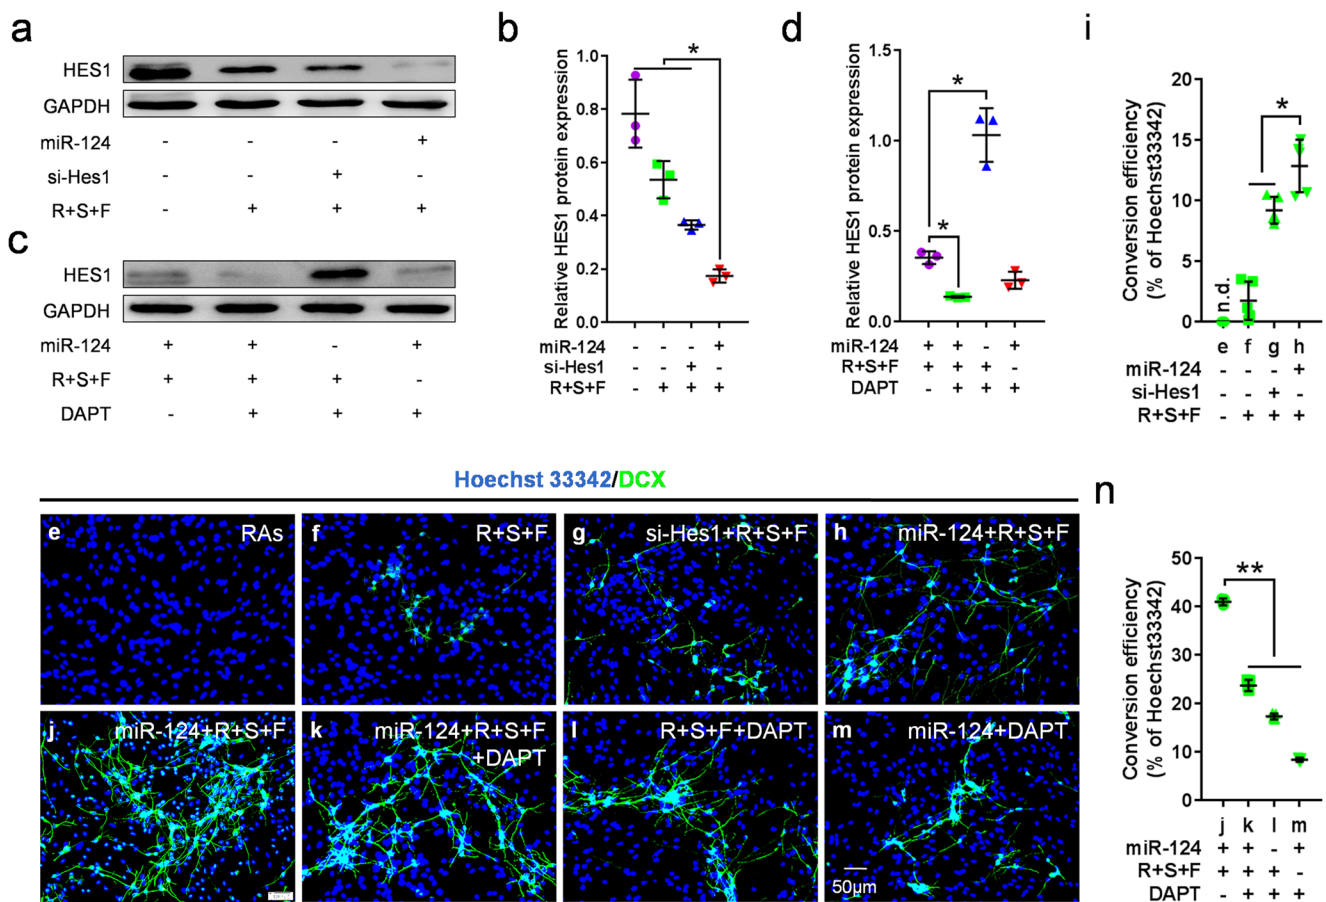 a
HES1
GAPDH
miR-124 - - - +
si-Hes1 - - + -
R+S+F - + + +
b
Relative HES1 protein expression
1.0
0.8
0.6
0.4
0.2
0.0
*
miR-124 - - - +
si-Hes1 - - + -
R+S+F - + + +
c
HES1
GAPDH
miR-124 + + - +
R+S+F + + + -
DAPT - + + +
d
Relative HES1 protein expression
1.5
1.0
0.5
0.0
*
*
miR-124 + + - +
R+S+F + + + -
DAPT - + + +
i
Conversion efficiency
(% of Hoechst33342)
20
15
10
5
0
n.d.
*
e f g h
miR-124 - - - +
si-Hes1 - - + -
R+S+F - + + +
Hoechst 33342/DCX
e RAs
f R+S+F
g si-Hes1+R+S+F
h miR-124+R+S+F
j miR-124+R+S+F
k miR-124+R+S+F
+DAPT
l R+S+F+DAPT
m miR-124+DAPT
50μm
n
Conversion efficiency
(% of Hoechst33342)
50
40
30
20
10
0
**
j k l m
miR-124 + + - +
R+S+F + + + -
DAPT - + + +